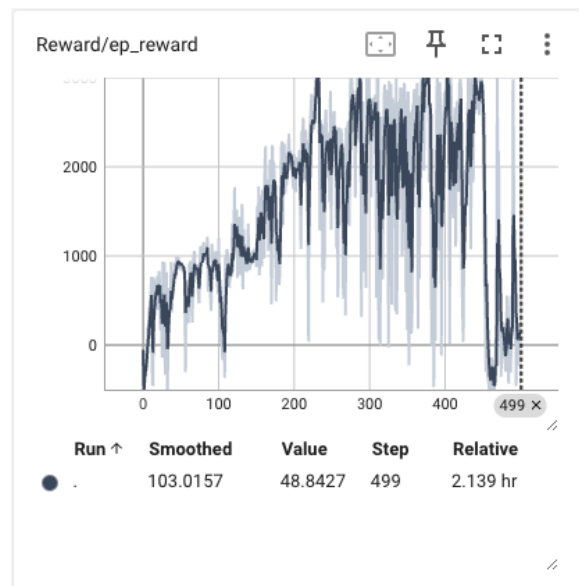 Reward/ep_reward
3000
2000
1000
0
0 100 200 300 400 499 ×
Run ↑ Smoothed Value Step Relative
. 103.0157 48.8427 499 2.139 hr